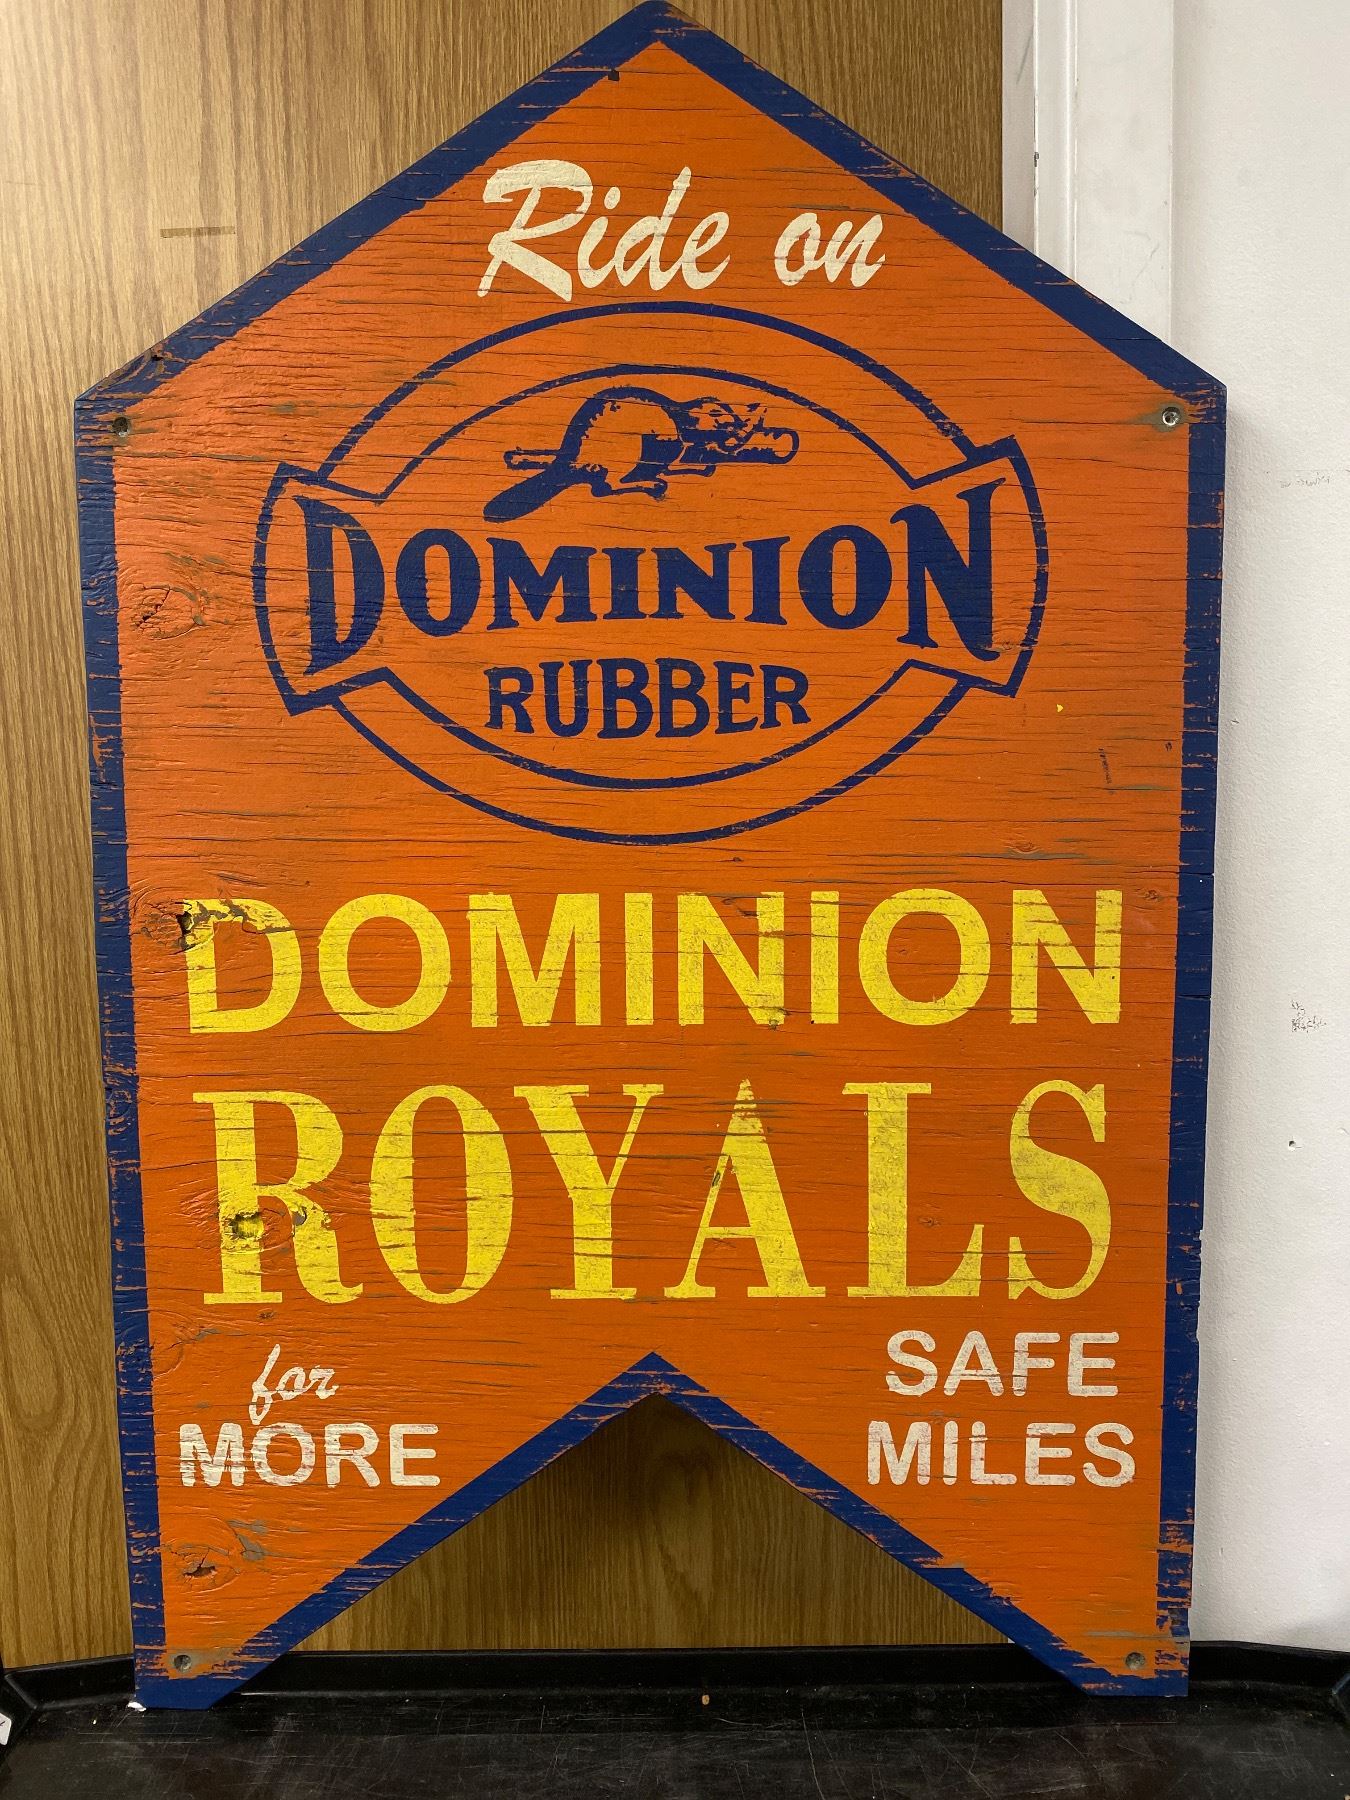 Ride on
DOMINION
RUBBER
DOMINION
ROYALS
for
MORE
SAFE
MILES